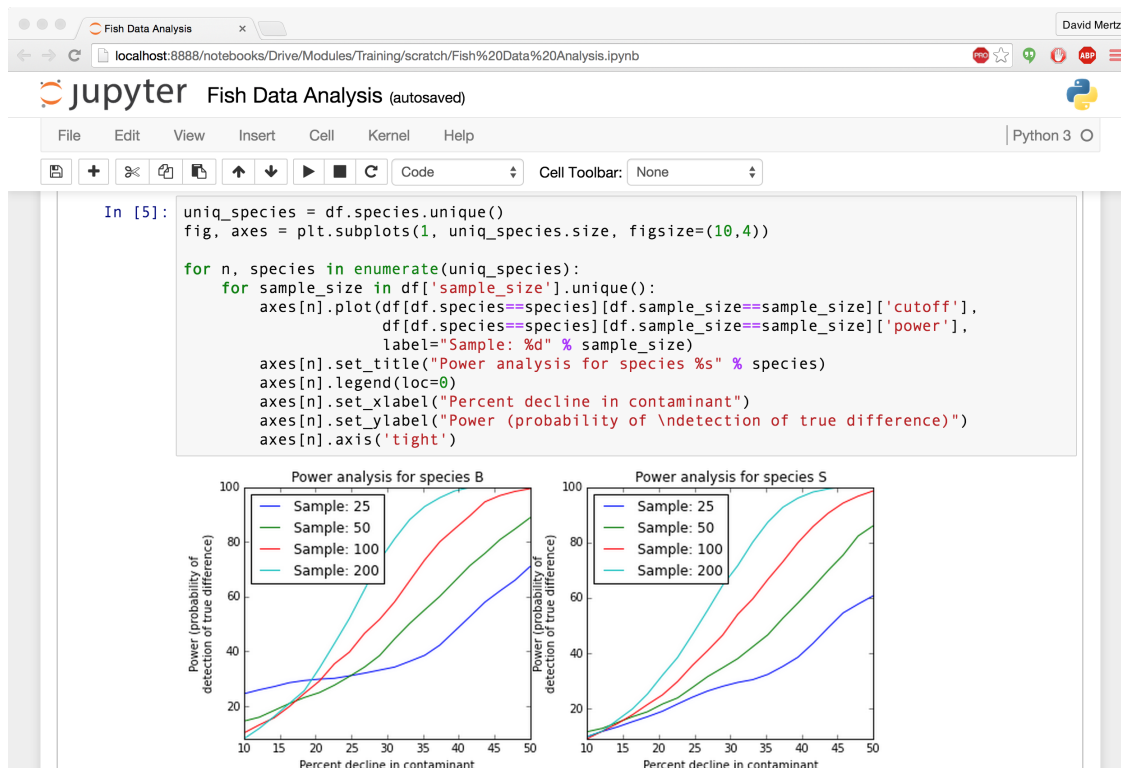 Fish Data Analysis
David Mertz
localhost:8888/notebooks/Drive/Modules/Training/scratch/Fish%20Data%20Analysis.ipynb
PRO
ABP
jupyter Fish Data Analysis (autosaved)
File Edit View Insert Cell Kernel Help Python 3
Code Cell Toolbar: None
In [5]: uniq_species = df.species.unique()
fig, axes = plt.subplots(1, uniq_species.size, figsize=(10,4))
for n, species in enumerate(uniq_species):
    for sample_size in df['sample_size'].unique():
        axes[n].plot(df[df.species==species][df.sample_size==sample_size]['cutoff'],
                     df[df.species==species][df.sample_size==sample_size]['power'],
                     label="Sample: %d" % sample_size)
        axes[n].set_title("Power analysis for species %s" % species)
        axes[n].legend(loc=0)
        axes[n].set_xlabel("Percent decline in contaminant")
        axes[n].set_ylabel("Power (probability of \ndetection of true difference)")
        axes[n].axis('tight')
Power analysis for species B
100
80
60
40
20
Power (probability of
detection of true difference)
Sample: 25
Sample: 50
Sample: 100
Sample: 200
10 15 20 25 30 35 40 45 50
Percent decline in contaminant
Power analysis for species S
100
80
60
40
20
Power (probability of
detection of true difference)
Sample: 25
Sample: 50
Sample: 100
Sample: 200
10 15 20 25 30 35 40 45 50
Percent decline in contaminant